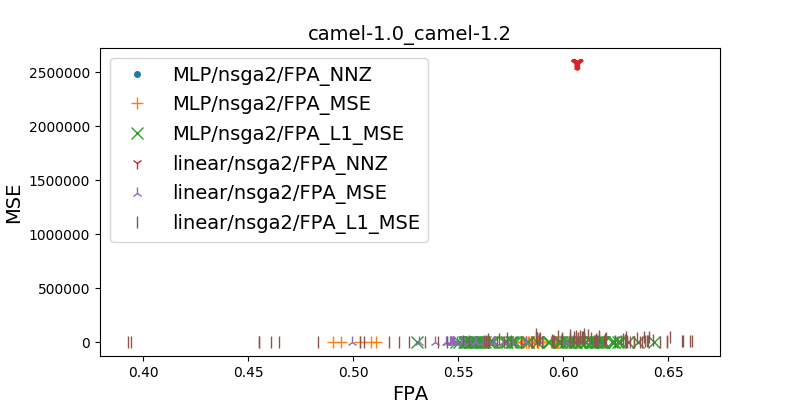 camel-1.0_camel-1.2
MSE
2500000
2000000
1500000
1000000
500000
0
MLP/nsga2/FPA_NNZ
MLP/nsga2/FPA_MSE
MLP/nsga2/FPA_L1_MSE
linear/nsga2/FPA_NNZ
linear/nsga2/FPA_MSE
linear/nsga2/FPA_L1_MSE
0.40 0.45 0.50 0.55 0.60 0.65
FPA